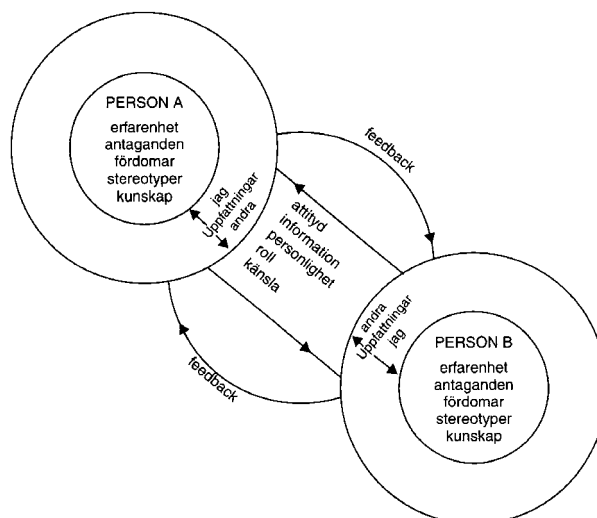 PERSON A
erfarenhet
antaganden
fördomar
stereotyper
kunskap
jag
Uppfattningar
andra
feedback
attityd
information
personlighet
roll
känsla
feedback
andra
Uppfattningar
jag
PERSON B
erfarenhet
antaganden
fördomar
stereotyper
kunskap